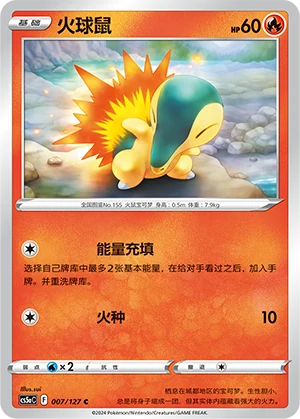 基础 火球鼠 HP60
全国图鉴No.155 火鼠宝可梦 身高：0.5m 体重：7.9kg
能量充填
选择自己牌库中最多2张基本能量，在给对手看过之后，加入手
牌。并重洗牌库。
火种 10
弱点 ×2 抵抗力 撤退
Illus.sui
CS5aC F 007/127 C
栖息在城都地区的宝可梦。生性胆小，
总是将身子缩成一团，但其实体内蕴藏着强大的火力。
©2024 Pokémon/Nintendo/Creatures/GAME FREAK.